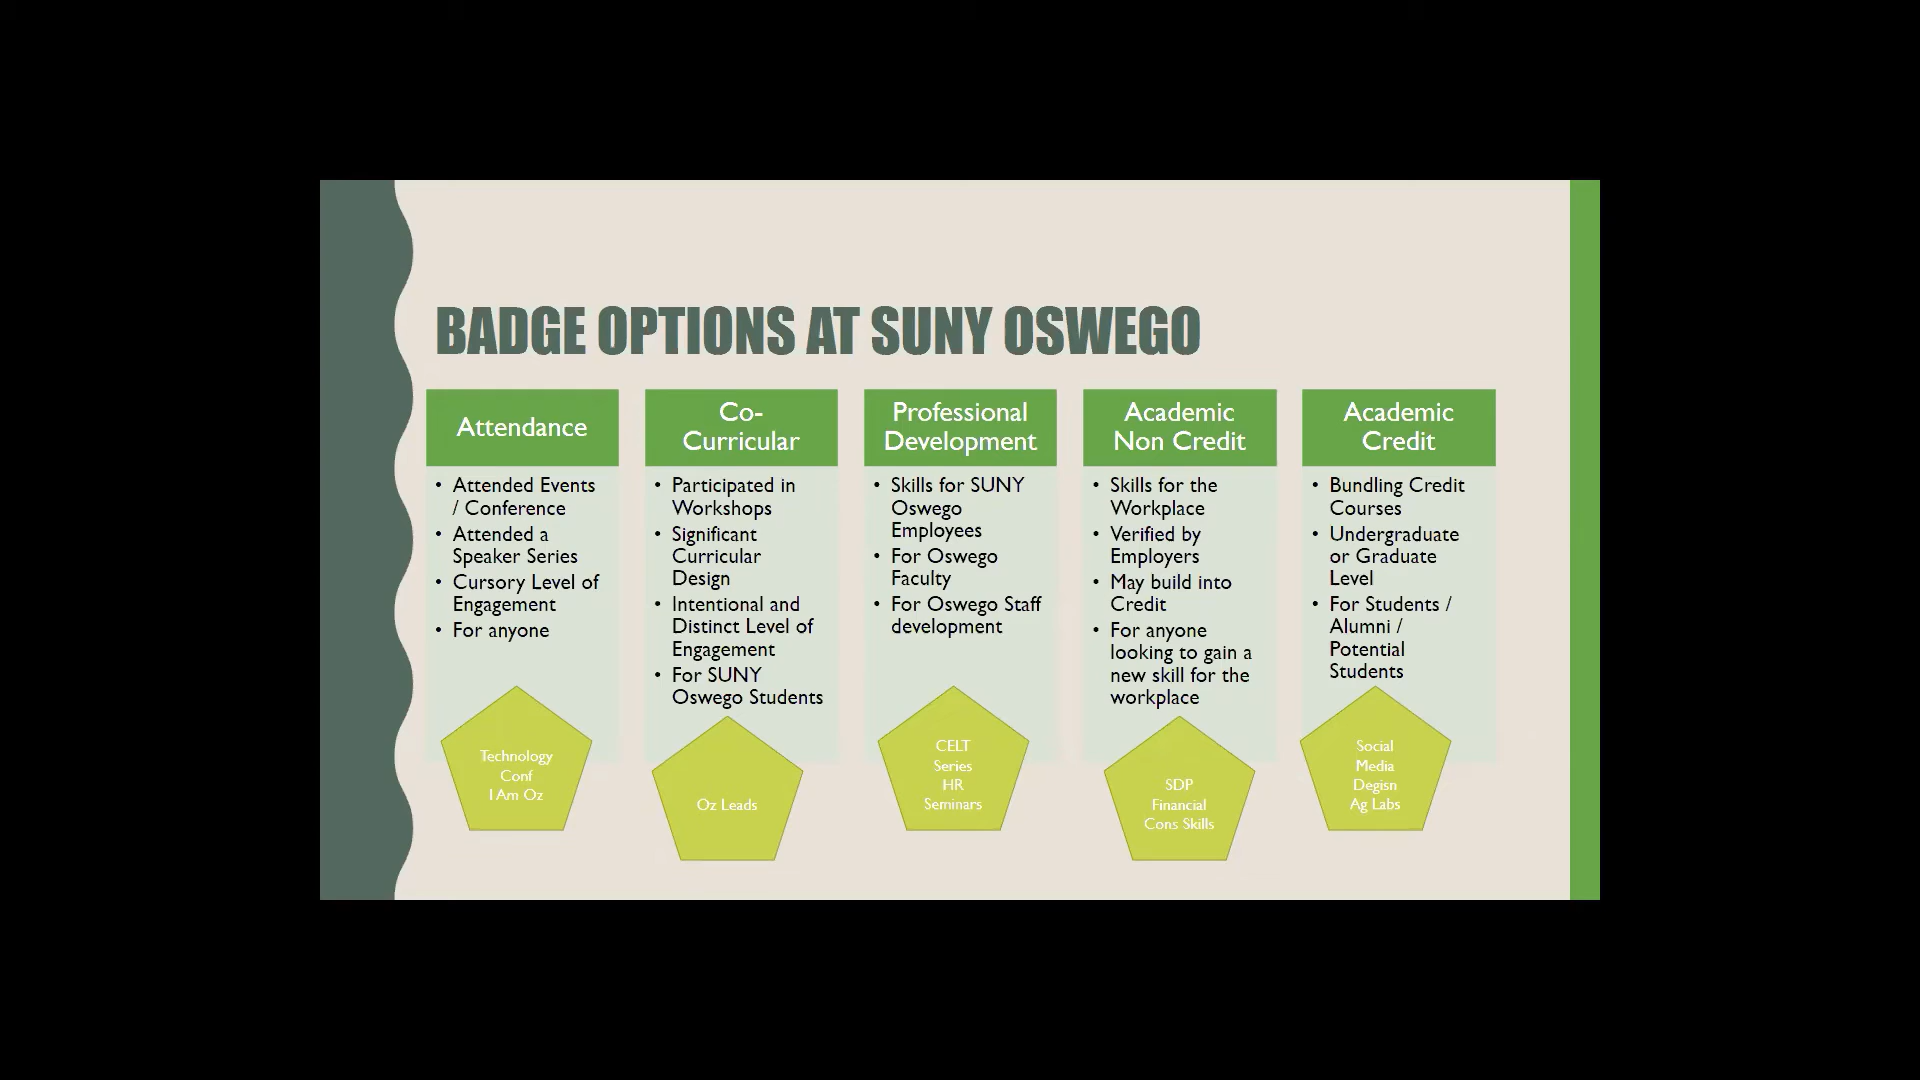 BADGE OPTIONS AT SUNY OSWEGO
Attendance
• Attended Events
/ Conference
• Attended a
Speaker Series
• Cursory Level of
Engagement
• For anyone
Technology
Conf
I Am Oz
Co-
Curricular
• Participated in
Workshops
• Significant
Curricular
Design
• Intentional and
Distinct Level of
Engagement
• For SUNY
Oswego Students
Oz Leads
Professional
Development
• Skills for SUNY
Oswego
Employees
• For Oswego
Faculty
• For Oswego Staff
development
CELT
Series
HR
Seminars
Academic
Non Credit
• Skills for the
Workplace
• Verified by
Employers
• May build into
Credit
• For anyone
looking to gain a
new skill for the
workplace
SDP
Financial
Cons Skills
Academic
Credit
• Bundling Credit
Courses
• Undergraduate
or Graduate
Level
• For Students /
Alumni /
Potential
Students
Social
Media
Degisn
Ag Labs